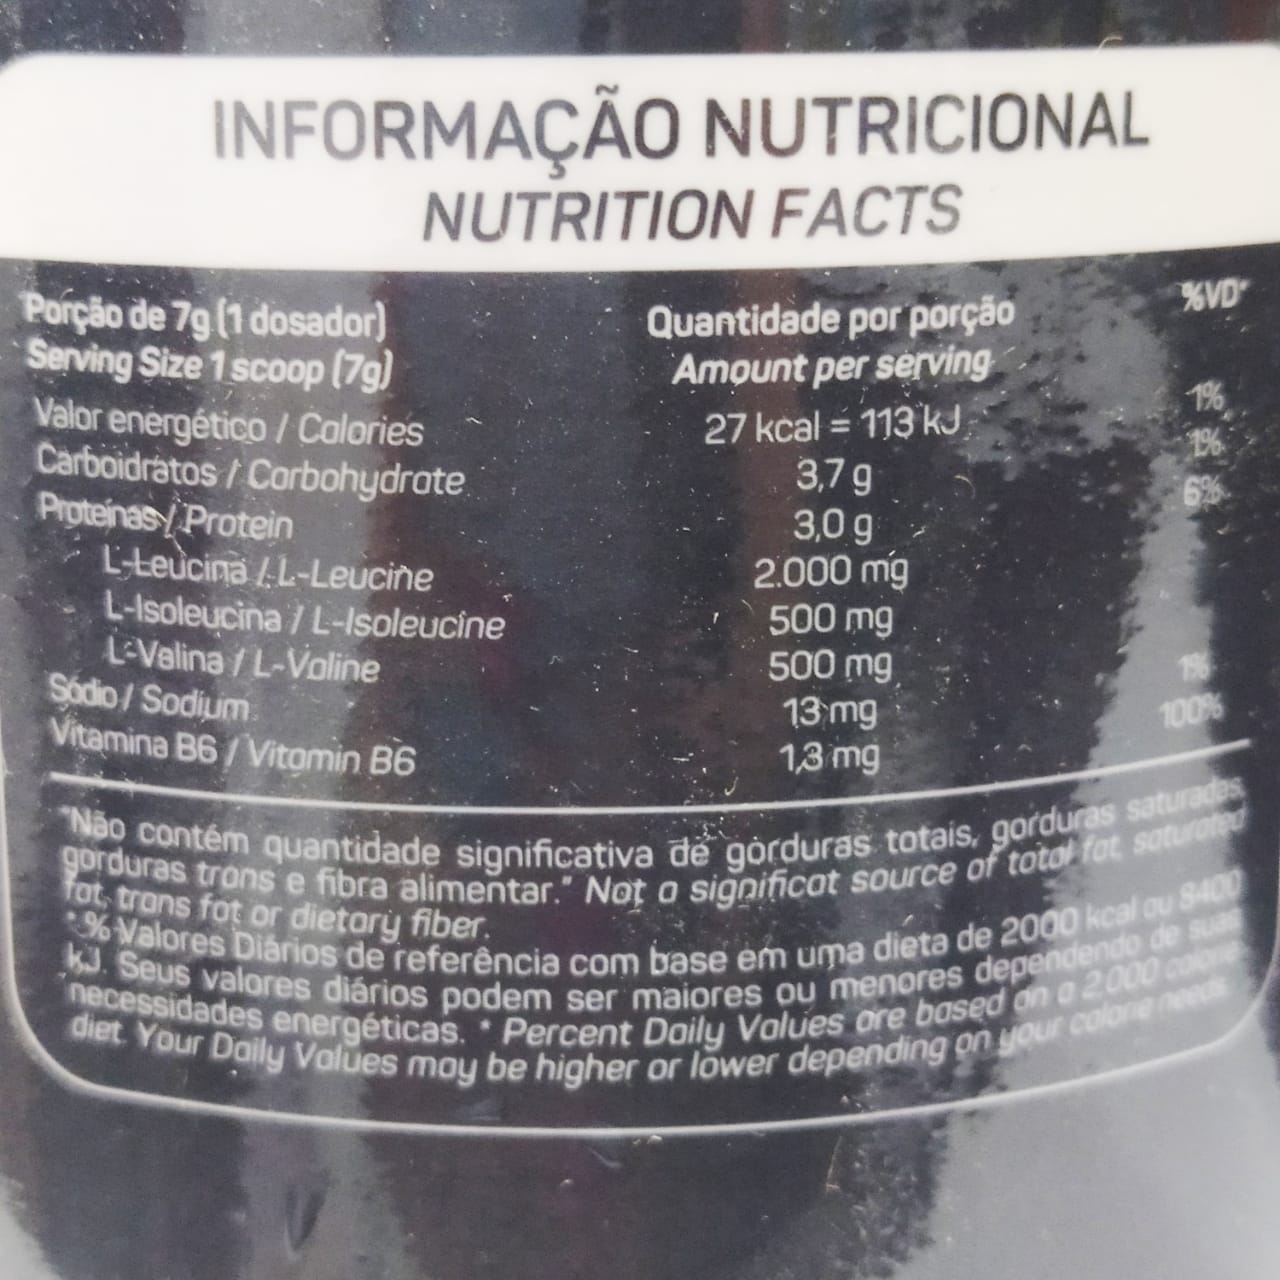 INFORMAÇÃO NUTRICIONAL
NUTRITION FACTS
Porção de 7g (1 dosador) Quantidade por porção %VD*
Serving Size 1 scoop (7g) Amount per serving
Valor energético / Calories 27 kcal = 113 kJ 1%
Carboidratos / Carbohydrate 3,7 g 1%
Proteínas / Protein 3,0 g 6%
L-Leucina / L-Leucine 2.000 mg
L-Isoleucina / L-Isoleucine 500 mg
L-Valina / L-Valine 500 mg
Sódio / Sodium 13 mg 1%
Vitamina B6 / Vitamin B6 1,3 mg 100%
"Não contém quantidade significativa de gorduras totais, gorduras saturadas,
gorduras trans e fibra alimentar." Not a significat source of total fat, saturated
fat, trans fat or dietary fiber.
* % Valores Diários de referência com base em uma dieta de 2000 kcal ou 8400
kJ. Seus valores diários podem ser maiores ou menores dependendo de suas
necessidades energéticas. * Percent Daily Values are based on a 2.000 calorie
diet. Your Daily Values may be higher or lower depending on your calorie needs.